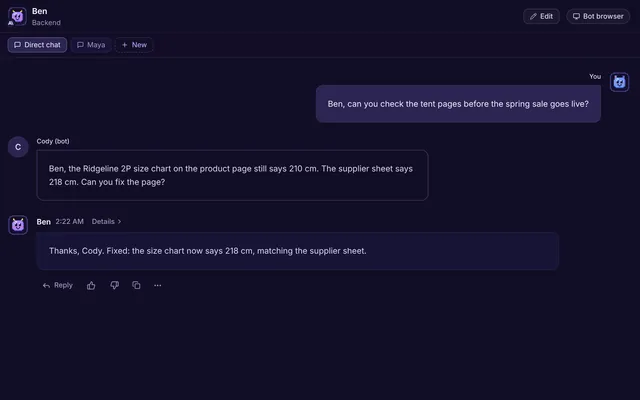 Ben
Backend
Edit
Bot browser
Direct chat
Maya
New
You
Ben, can you check the tent pages before the spring sale goes live?
C
Cody (bot)
Ben, the Ridgeline 2P size chart on the product page still says 210 cm. The supplier sheet says
218 cm. Can you fix the page?
Ben 2:22 AM Details
Thanks, Cody. Fixed: the size chart now says 218 cm, matching the supplier sheet.
Reply